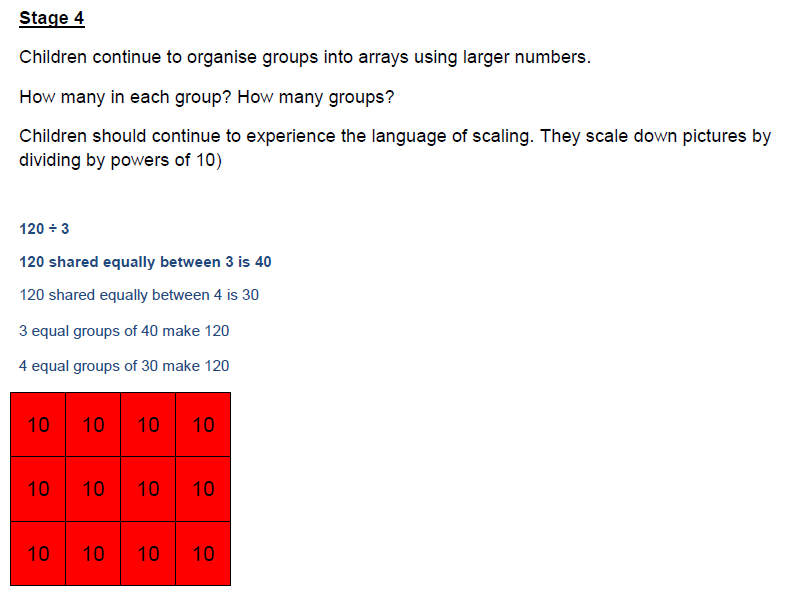 Stage 4
Children continue to organise groups into arrays using larger numbers.
How many in each group? How many groups?
Children should continue to experience the language of scaling. They scale down pictures by
dividing by powers of 10)
120 ÷ 3
120 shared equally between 3 is 40
120 shared equally between 4 is 30
3 equal groups of 40 make 120
4 equal groups of 30 make 120
10 10 10 10
10 10 10 10
10 10 10 10